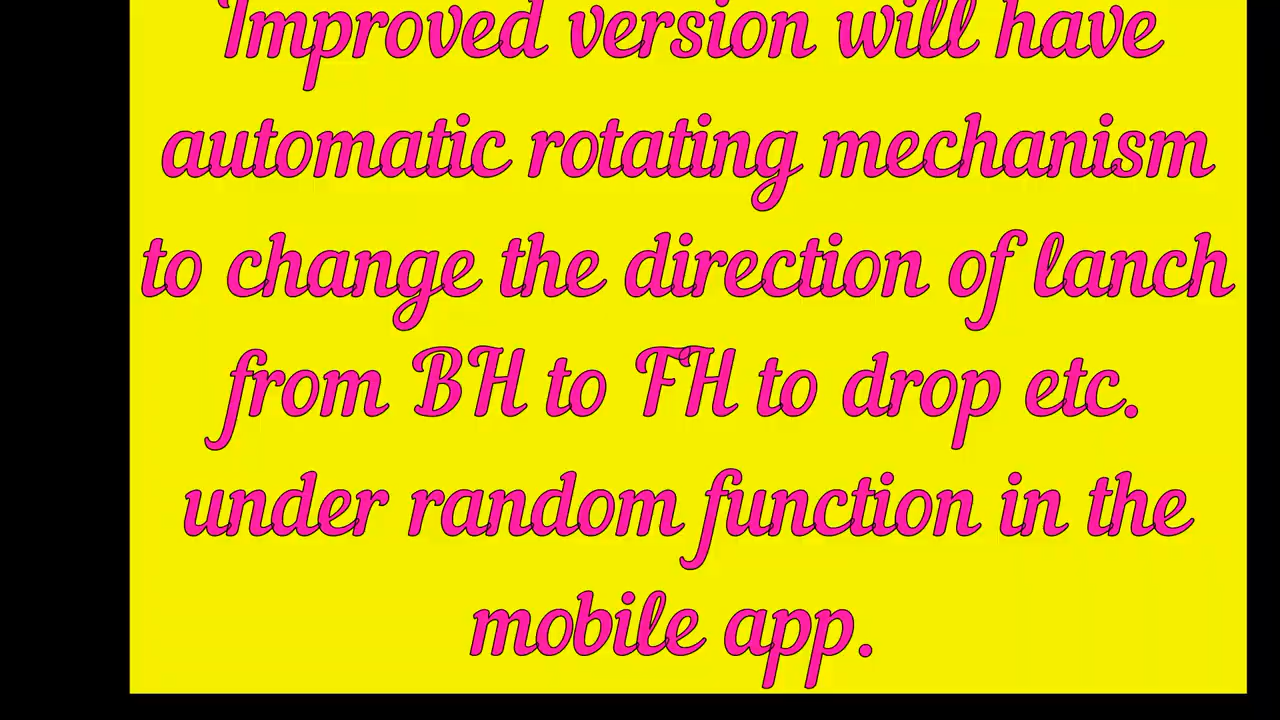 Improved version will have
automatic rotating mechanism
to change the direction of lanch
from BH to FH to drop etc.
under random function in the
mobile app.